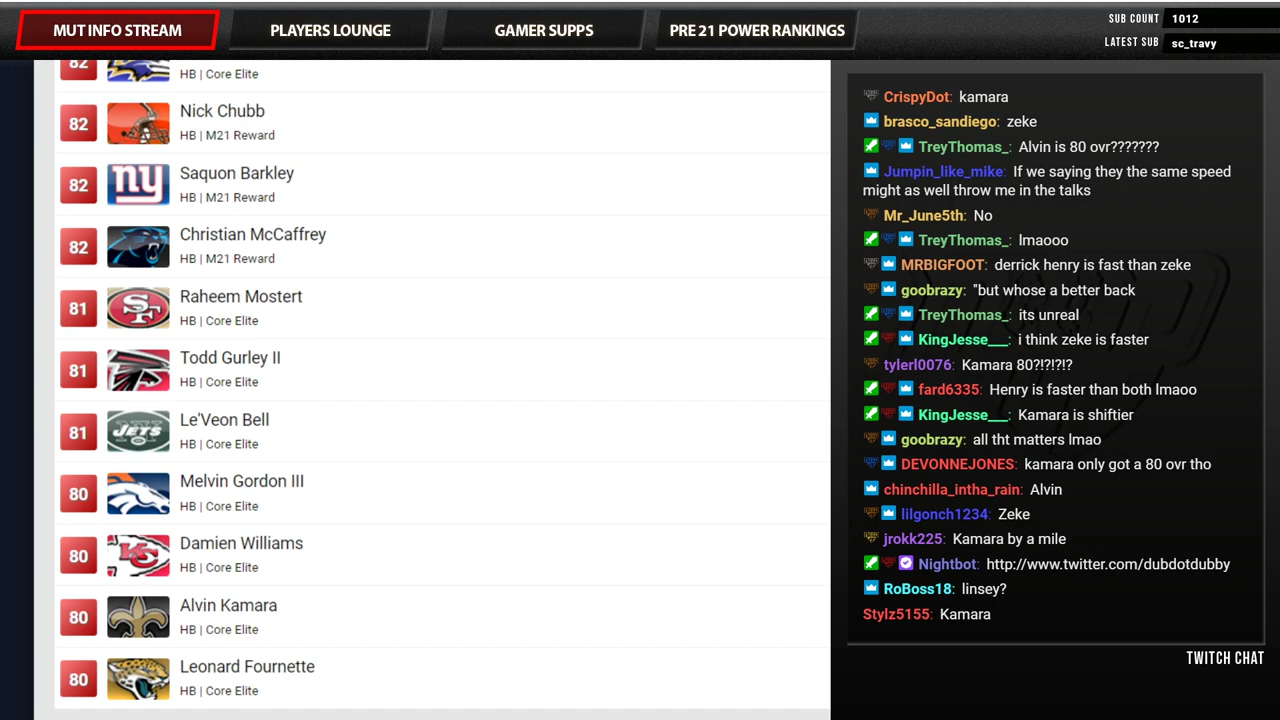 MUT INFO STREAM
PLAYERS LOUNGE
GAMER SUPPS
PRE 21 POWER RANKINGS
SUB COUNT 1012
LATEST SUB sc_travy
82
HB | Core Elite
82
Nick Chubb
HB | M21 Reward
82
ny
Saquon Barkley
HB | M21 Reward
82
Christian McCaffrey
HB | M21 Reward
81
SF
Raheem Mostert
HB | Core Elite
81
Todd Gurley II
HB | Core Elite
81
JETS
Le'Veon Bell
HB | Core Elite
80
Melvin Gordon III
HB | Core Elite
80
KC
Damien Williams
HB | Core Elite
80
Alvin Kamara
HB | Core Elite
80
Leonard Fournette
HB | Core Elite
CrispyDot: kamara
brasco_sandiego: zeke
TreyThomas_: Alvin is 80 ovr???????
Jumpin_like_mike: If we saying they the same speed
might as well throw me in the talks
Mr_June5th: No
TreyThomas_: lmaooo
MRBIGFOOT: derrick henry is fast than zeke
goobrazy: "but whose a better back
TreyThomas_: its unreal
KingJesse___: i think zeke is faster
tylerl0076: Kamara 80?!?!?!?
fard6335: Henry is faster than both lmaoo
KingJesse___: Kamara is shiftier
goobrazy: all tht matters lmao
DEVONNEJONES: kamara only got a 80 ovr tho
chinchilla_intha_rain: Alvin
lilgonch1234: Zeke
jrokk225: Kamara by a mile
Nightbot: http://www.twitter.com/dubdotdubby
RoBoss18: linsey?
Stylz5155: Kamara
TWITCH CHAT